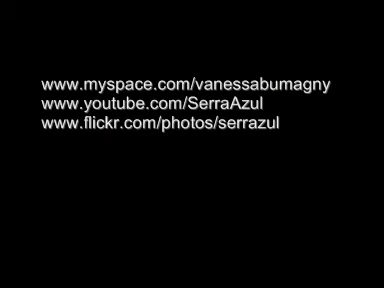 www.myspace.com/vanessabumagny
www.youtube.com/SerraAzul
www.flickr.com/photos/serrazul